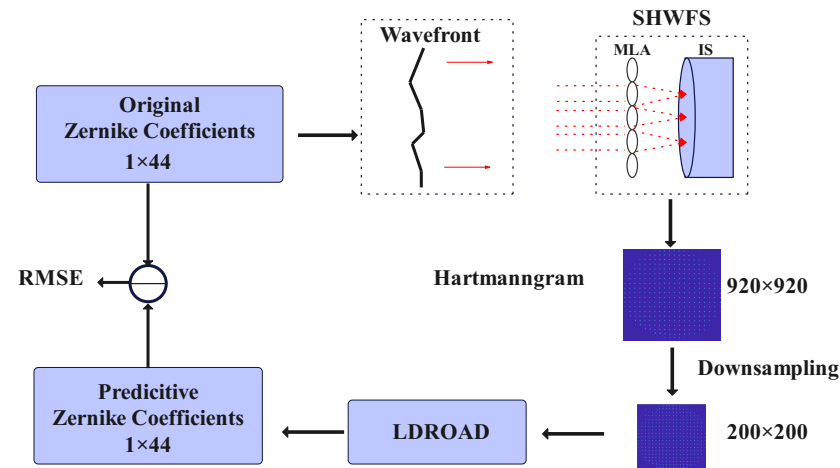 SHWFS
Wavefront
MLA
IS
Original
Zernike Coefficients
1×44
RMSE
Hartmanngram
920×920
Downsampling
Predicitive
Zernike Coefficients
1×44
LDROAD
200×200